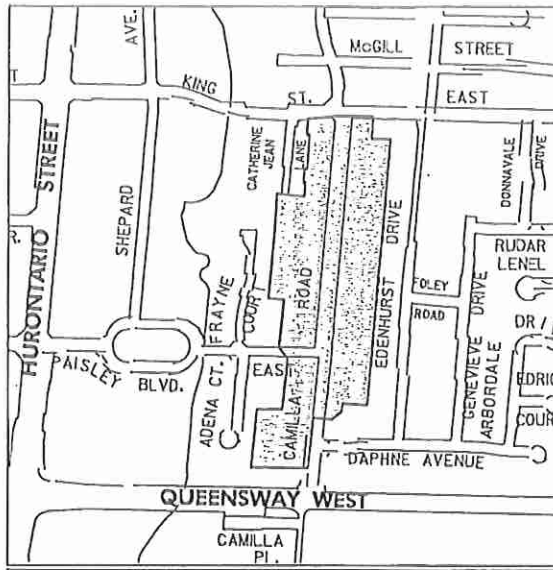 AVE.
McGILL STREET
T
KING ST. EAST
CATHERINE
JEAN
LANE
STREET
HURONTARIO
SHEPARD
DONNAVALE
DRIVE
R.
ROAD
DRIVE
EDENHURST
RUDAR
LENEL
FRAYNE
COURT
FOLEY
ROAD
DRIVE
GENEVIEVE
ARBORDALE
DR /
PAISLEY BLVD. EAST
EDRIC
COUR
ADENA CT.
CAMILLA
DAPHNE AVENUE
QUEENSWAY WEST
CAMILLA
PL.